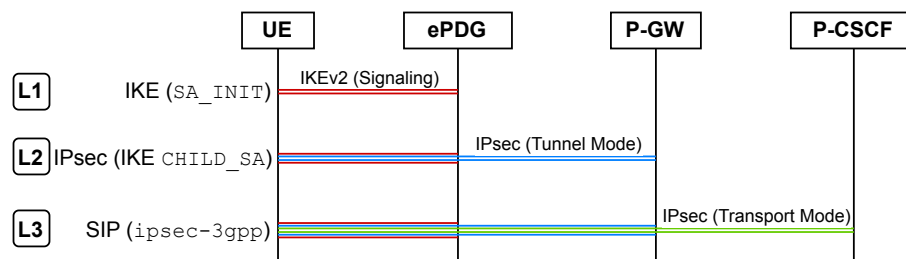 UE ePDG P-GW P-CSCF
IKEv2 (Signaling)
L1 IKE (SA_INIT)
IPsec (Tunnel Mode)
L2 IPsec (IKE CHILD_SA)
IPsec (Transport Mode)
L3 SIP (ipsec-3gpp)